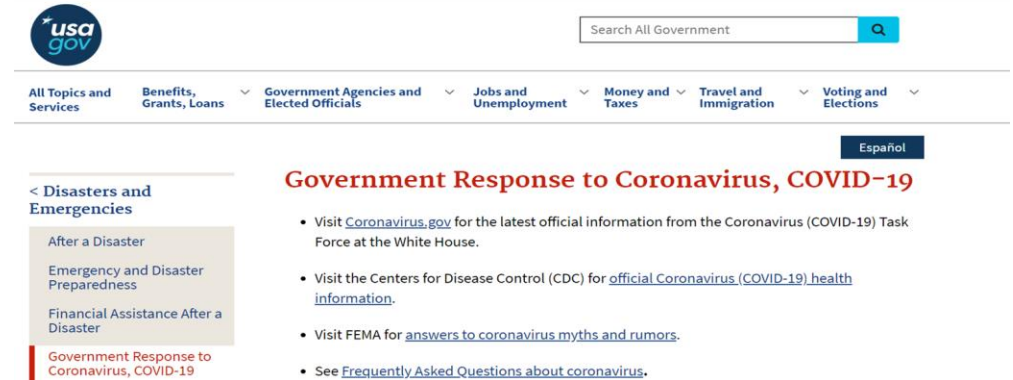 usa
gov
Search All Government
All Topics and
Services
Benefits,
Grants, Loans
Government Agencies and
Elected Officials
Jobs and
Unemployment
Money and
Taxes
Travel and
Immigration
Voting and
Elections
Español
< Disasters and
Emergencies
After a Disaster
Emergency and Disaster
Preparedness
Financial Assistance After a
Disaster
Government Response to
Coronavirus, COVID-19
Government Response to Coronavirus, COVID-19
• Visit Coronavirus.gov for the latest official information from the Coronavirus (COVID-19) Task
Force at the White House.
• Visit the Centers for Disease Control (CDC) for official Coronavirus (COVID-19) health
information.
• Visit FEMA for answers to coronavirus myths and rumors.
• See Frequently Asked Questions about coronavirus.